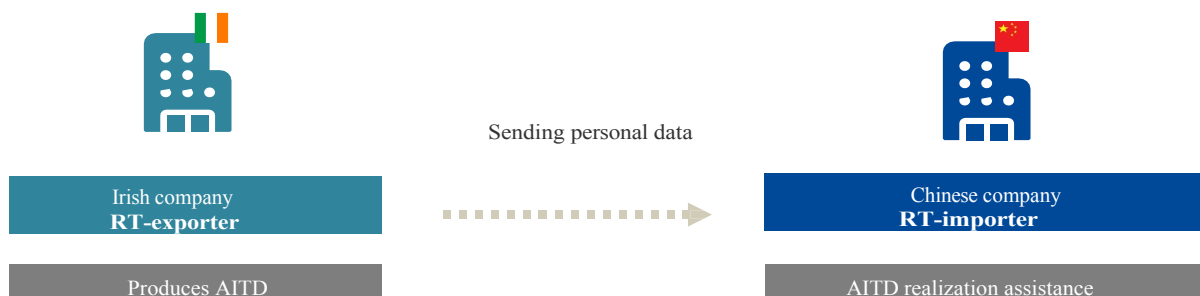 Sending personal data
Irish company
RT-exporter
Chinese company
RT-importer
Produces AITD
AITD realization assistance